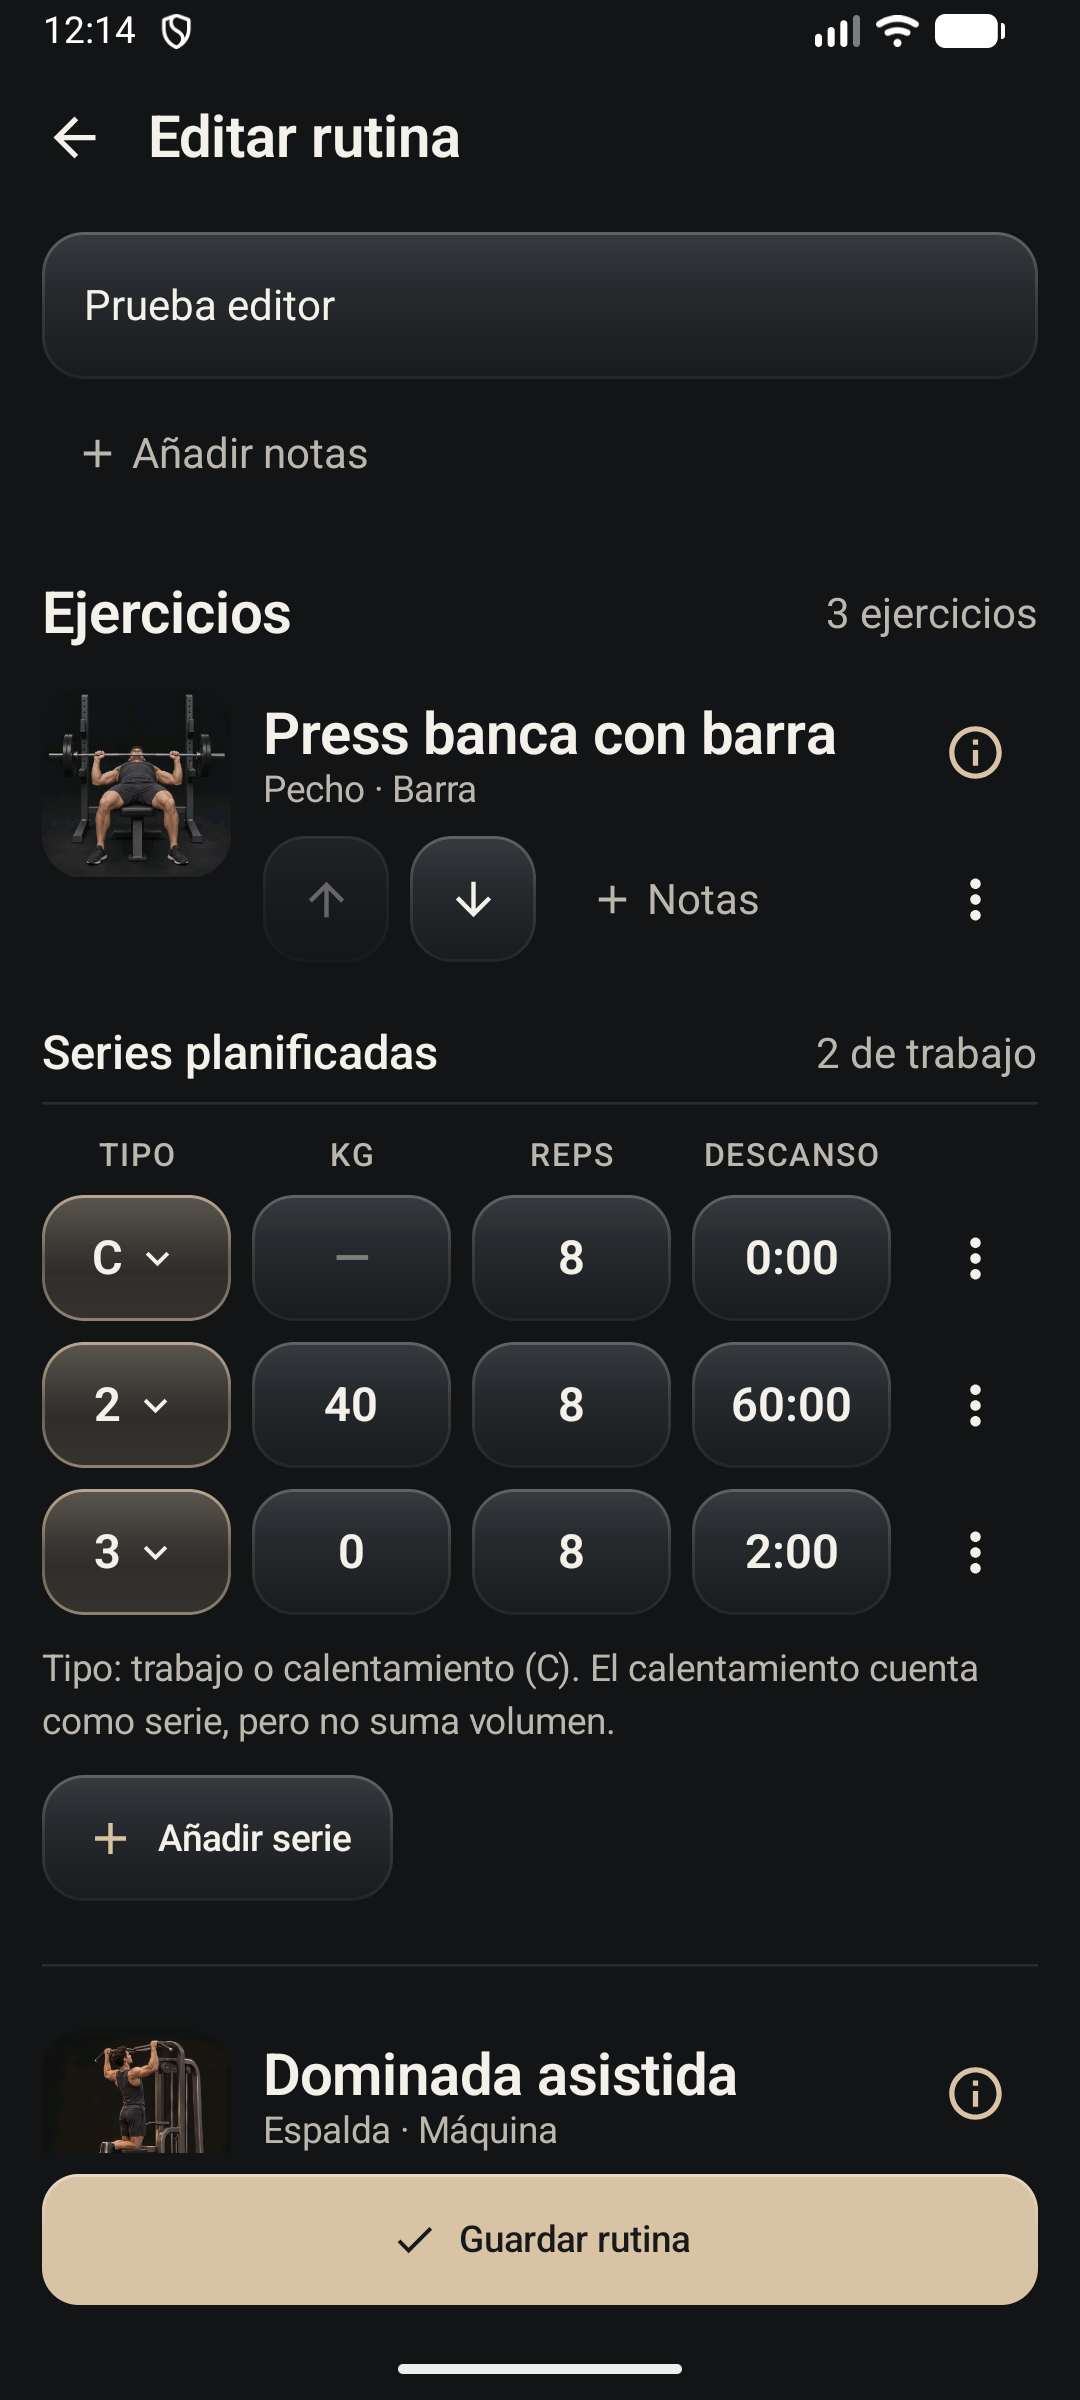 12:14
Editar rutina
Prueba editor
+ Añadir notas
Ejercicios 3 ejercicios
Press banca con barra
Pecho · Barra
+ Notas
Series planificadas 2 de trabajo
TIPO KG REPS DESCANSO
C — 8 0:00
2 40 8 60:00
3 0 8 2:00
Tipo: trabajo o calentamiento (C). El calentamiento cuenta
como serie, pero no suma volumen.
+ Añadir serie
Dominada asistida
Espalda · Máquina
Guardar rutina